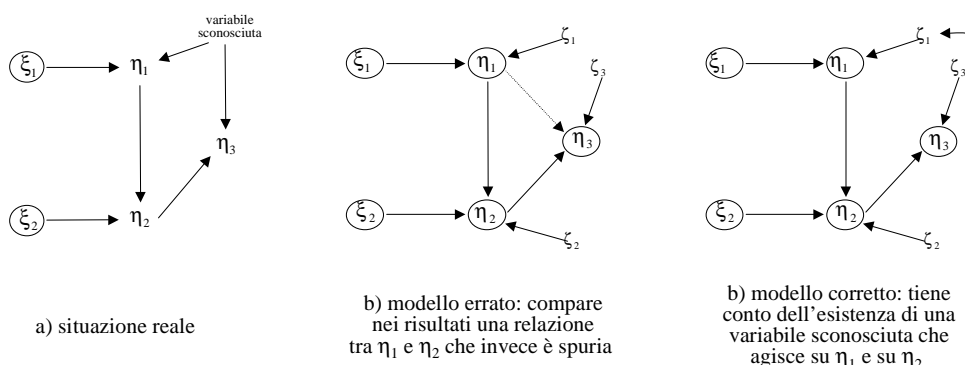 variabile
sconosciuta
ξ1
η1
η3
ξ2
η2
a) situazione reale
ζ1
ξ1
η1
ζ3
η3
ξ2
η2
ζ2
b) modello errato: compare
nei risultati una relazione
tra η1 e η2 che invece è spuria
ζ1
ξ1
η1
ζ3
η3
ξ2
η2
ζ2
b) modello corretto: tiene
conto dell'esistenza di una
variabile sconosciuta che
agisce su η1 e su η2